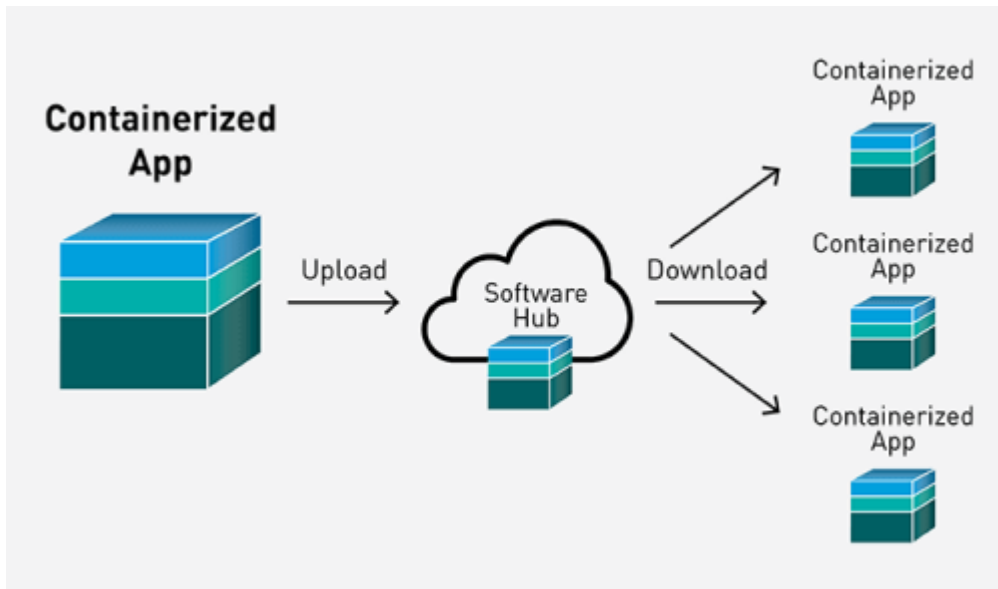 Containerized
App
Upload
Software
Hub
Download
Containerized
App
Containerized
App
Containerized
App